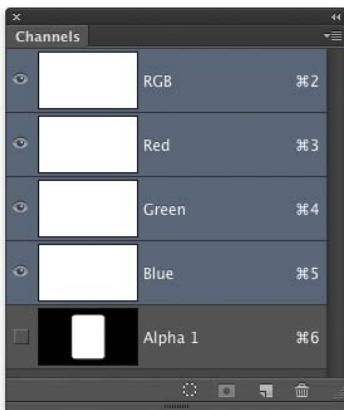 Channels
RGB ⌘2
Red ⌘3
Green ⌘4
Blue ⌘5
Alpha 1 ⌘6